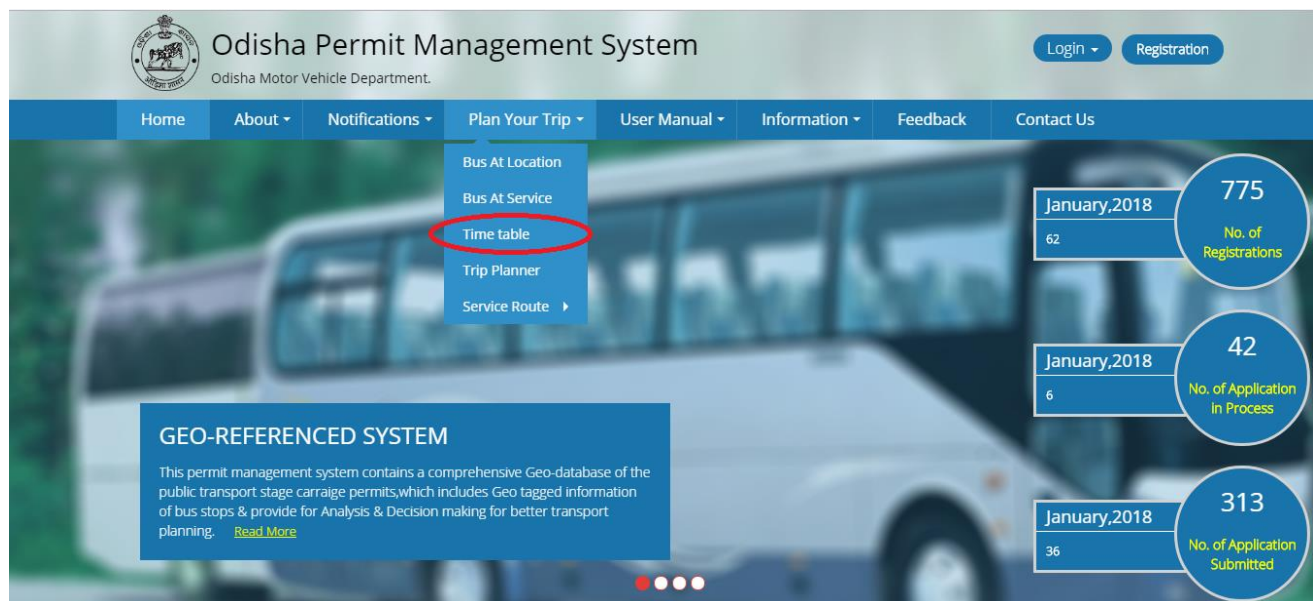 Odisha Permit Management System
Odisha Motor Vehicle Department.
Login
Registration
Home
About
Notifications
Plan Your Trip
User Manual
Information
Feedback
Contact Us
Bus At Location
Bus At Service
Time table
Trip Planner
Service Route
January,2018
62
775
No. of
Registrations
January,2018
6
42
No. of Application
in Process
GEO-REFERENCED SYSTEM
This permit management system contains a comprehensive Geo-database of the
public transport stage carraige permits,which includes Geo tagged information
of bus stops & provide for Analysis & Decision making for better transport
planning. Read More
January,2018
36
313
No. of Application
Submitted